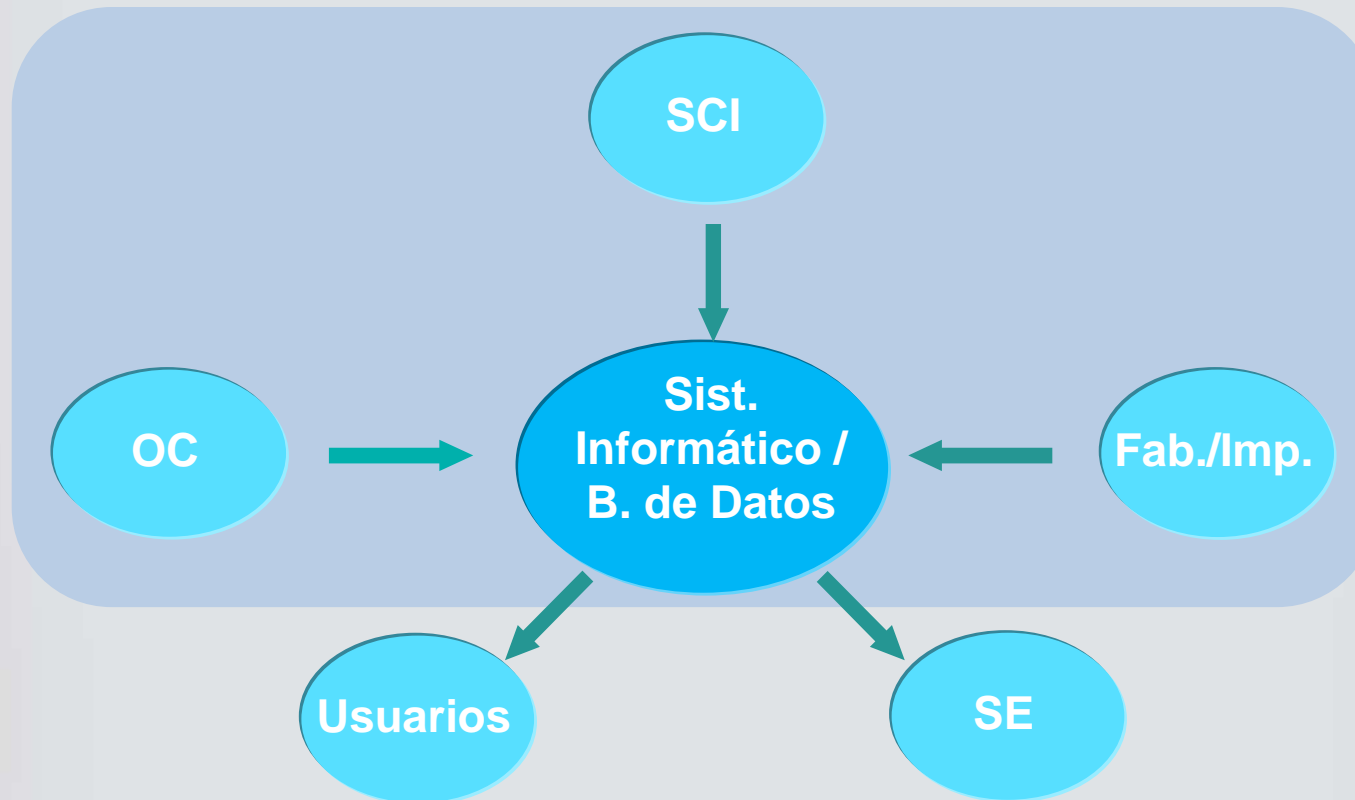 SCI
OC
Sist.
Informático /
B. de Datos
Fab./Imp.
Usuarios
SE